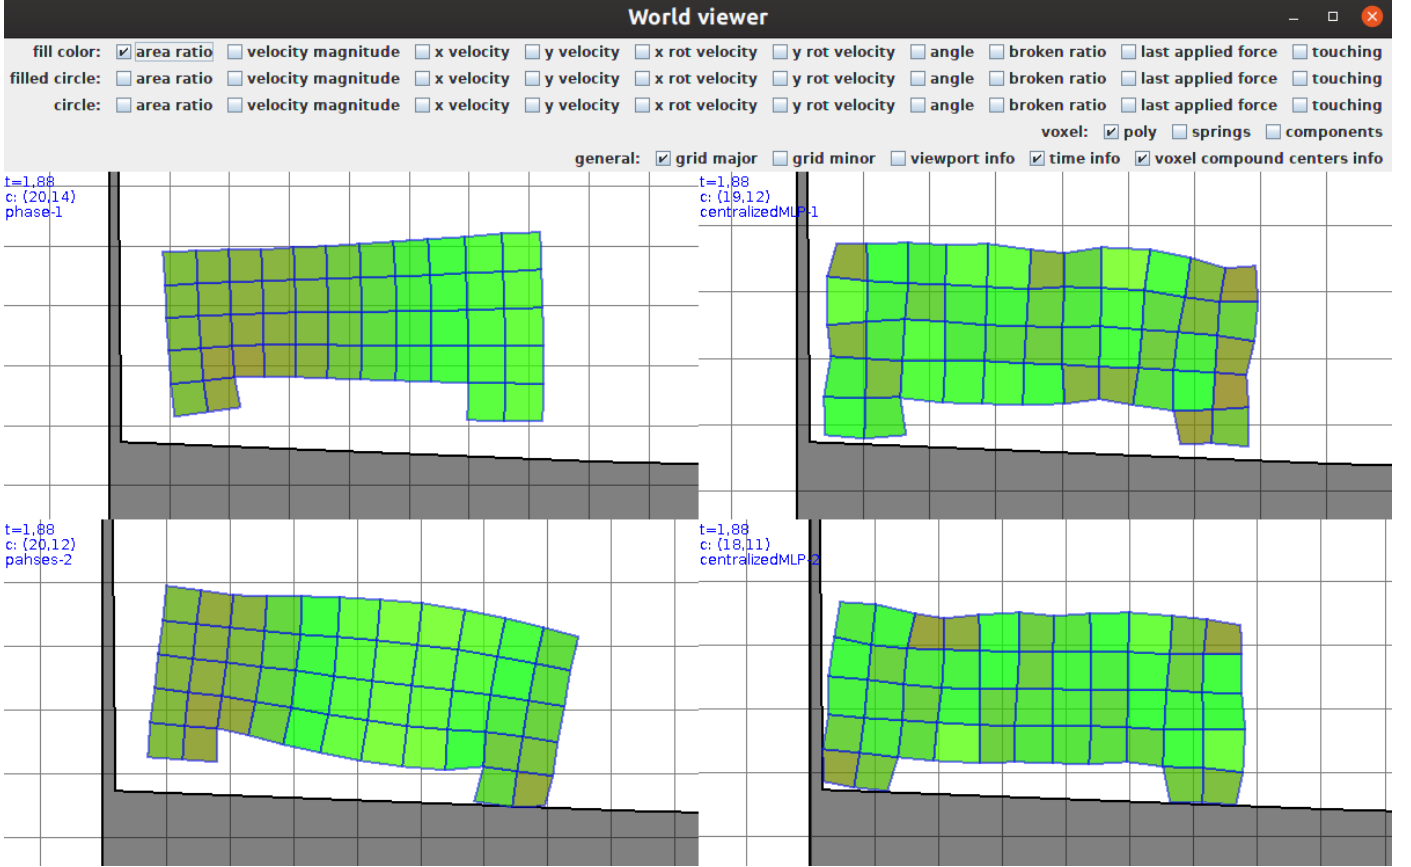 World viewer
fill color: area ratio velocity magnitude x velocity y velocity x rot velocity y rot velocity angle broken ratio last applied force touching
filled circle: area ratio velocity magnitude x velocity y velocity x rot velocity y rot velocity angle broken ratio last applied force touching
circle: area ratio velocity magnitude x velocity y velocity x rot velocity y rot velocity angle broken ratio last applied force touching
voxel: poly springs components
general: grid major grid minor viewport info time info voxel compound centers info
t=1,88
c: (20,14)
phase-1
t=1,88
c: (19,12)
centralizedMLP-1
t=1,88
c: (20,12)
pahses-2
t=1,88
c: (18,11)
centralizedMLP-2